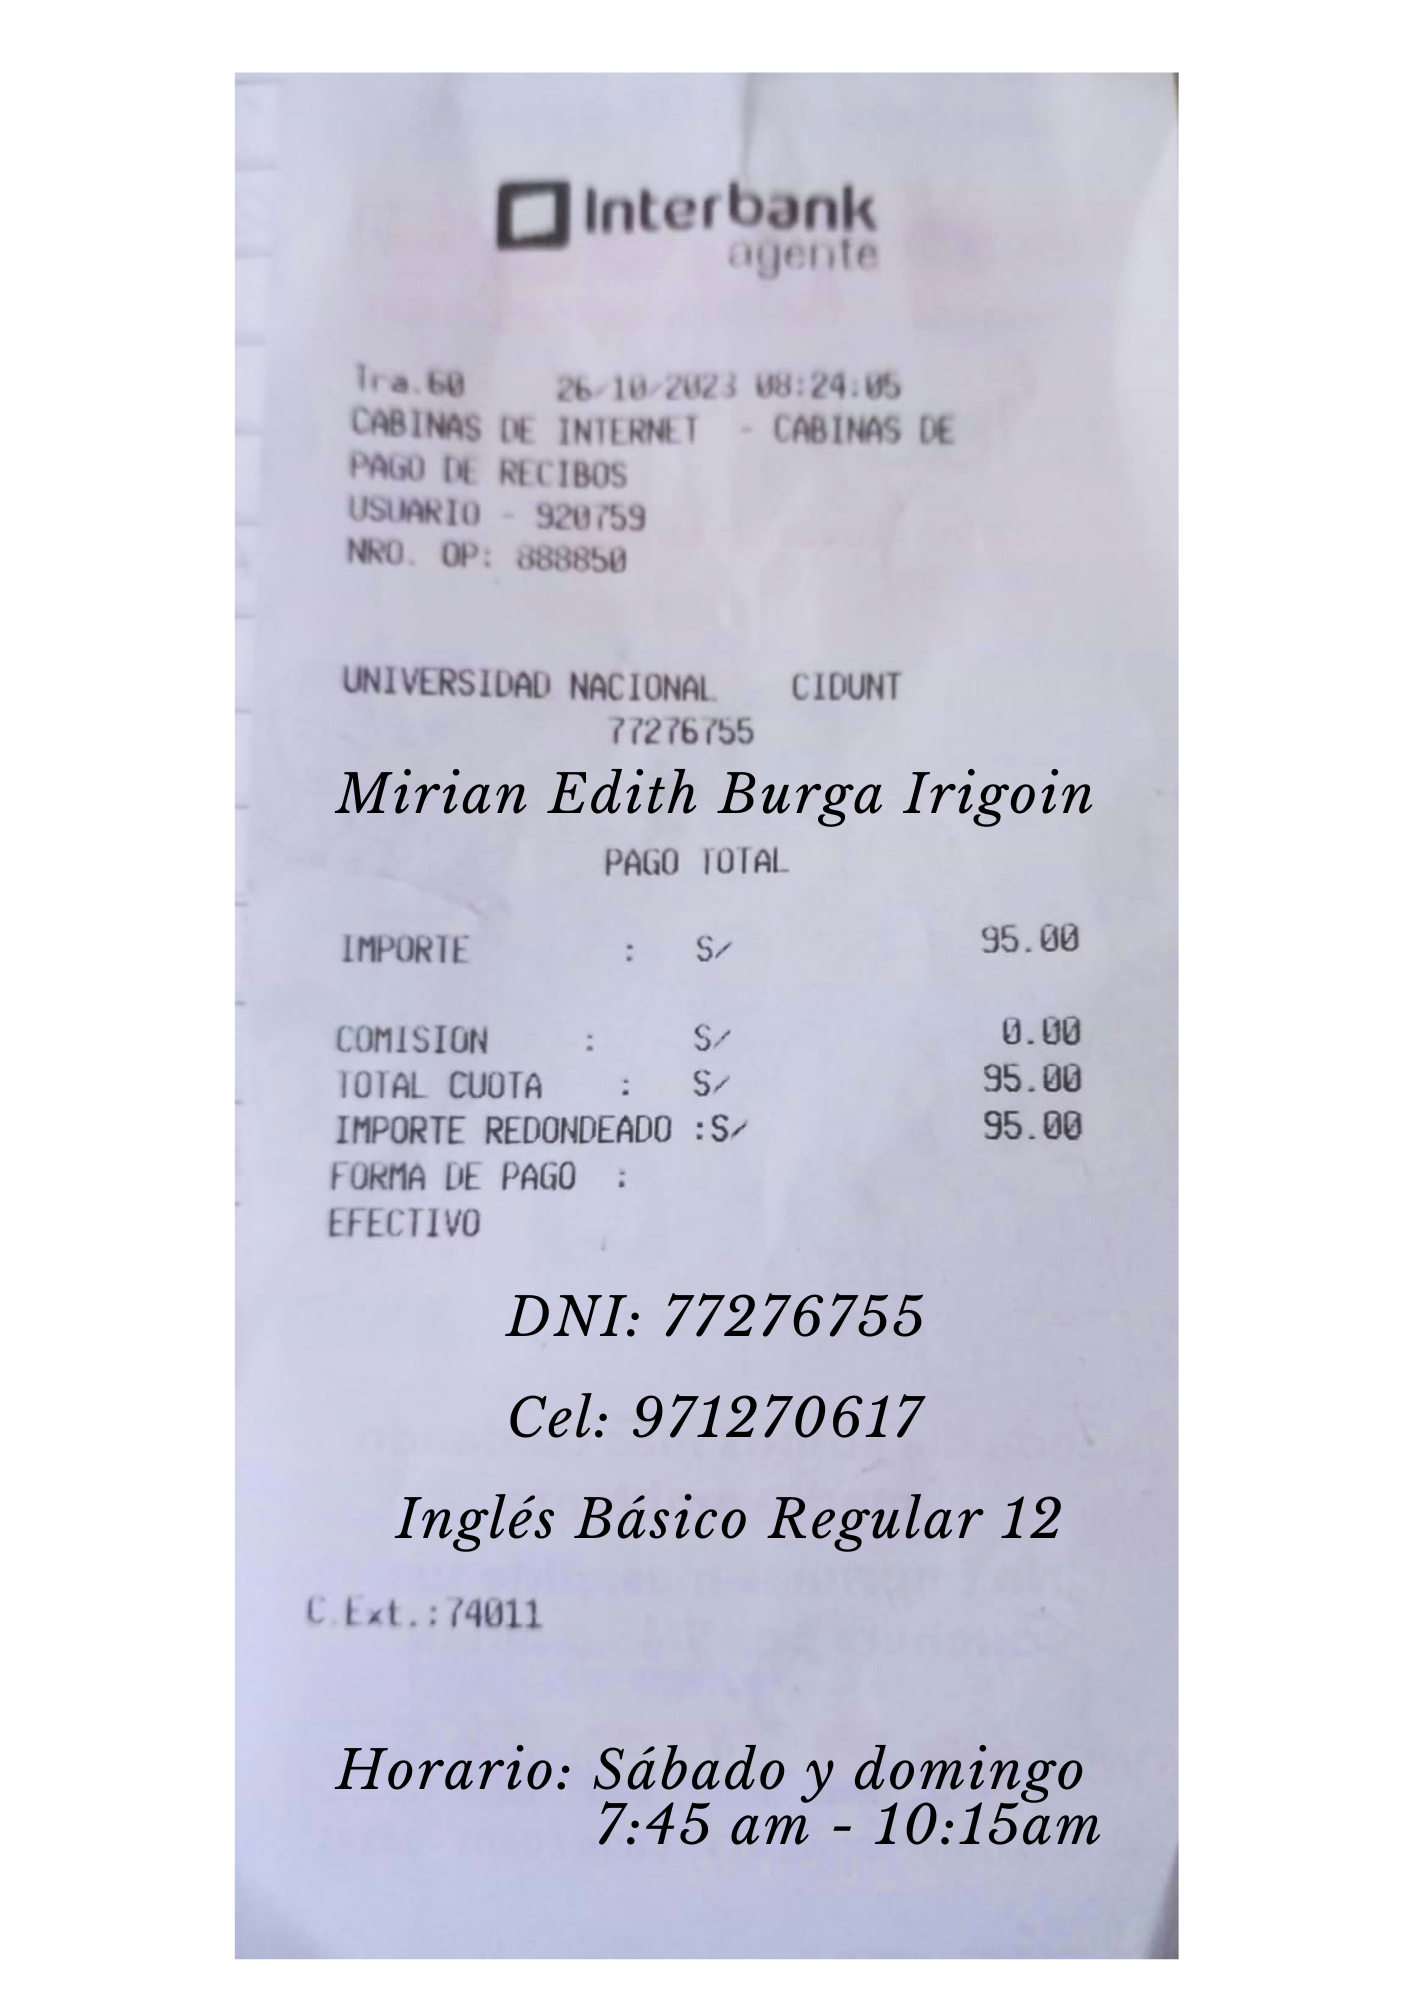 Interbank
agente
Tra.60 26/10/2023 08:24:05
CABINAS DE INTERNET - CABINAS DE
PAGO DE RECIBOS
USUARIO - 920759
NRO. OP: 888850
UNIVERSIDAD NACIONAL CIDUNT
77276755
Mirian Edith Burga Irigoin
PAGO TOTAL
IMPORTE : S/ 95.00
COMISION : S/ 0.00
TOTAL CUOTA : S/ 95.00
IMPORTE REDONDEADO :S/ 95.00
FORMA DE PAGO :
EFECTIVO
DNI: 77276755
Cel: 971270617
Inglés Básico Regular 12
C.Ext.:74011
Horario: Sábado y domingo
7:45 am - 10:15am